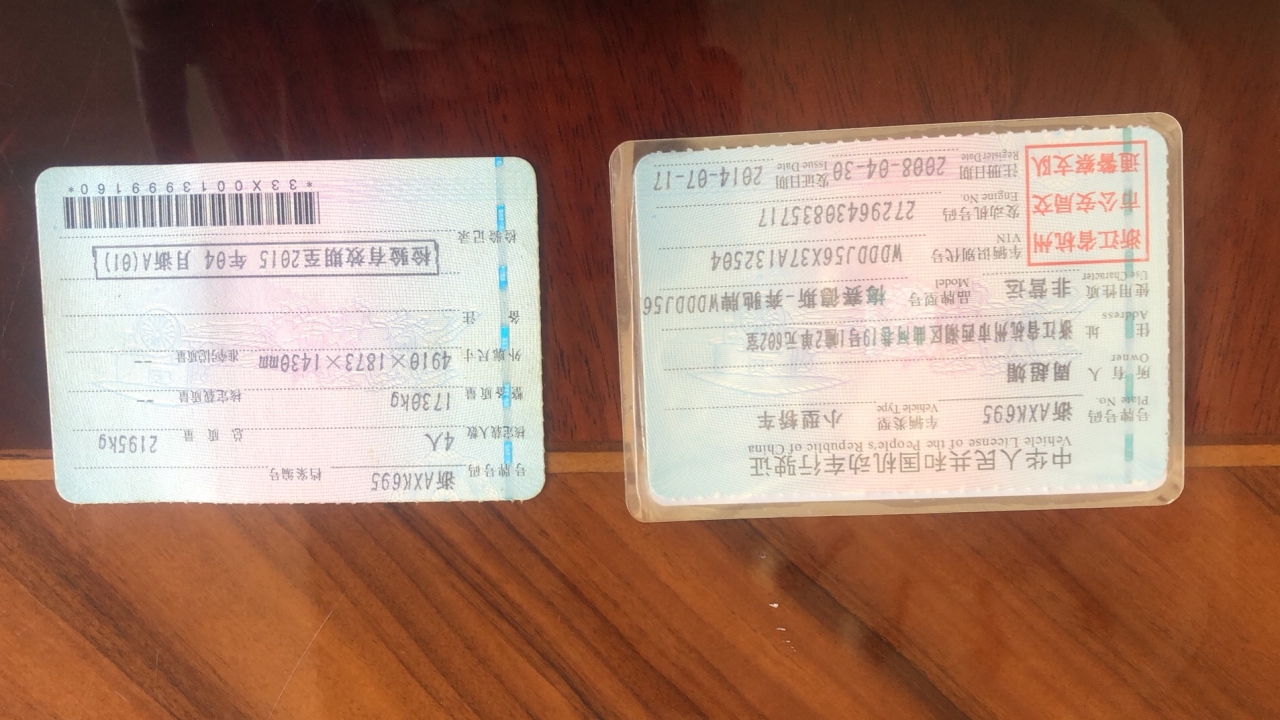 中华人民共和国机动车行驶证
Vehicle License of the People's Republic of China
号牌号码 浙AXK695 车辆类型 小型轿车
Plate No. Vehicle Type
所有人 周超姻
Owner
住址 浙江省杭州市西湖区曲荷巷19号1幢2单元602室
Address
使用性质 非营运 品牌型号 梅赛德斯-奔驰牌WDDDJ56
Use Character Model
浙江省杭州
市公安局交
通警察支队
车辆识别代号 WDDDJ56X37A132504
VIN
发动机号码 27296430835717
Engine No.
注册日期 2008-04-30 发证日期 2014-07-17
Register Date Issue Date
号牌号码 浙AXK695 档案编号
核定载人数 4人 总质量 2195kg
整备质量 1730kg 核定载质量 --
外廓尺寸 4910×1873×1430mm 准牵引总质量 --
备注
检验有效期至2015年04月浙A(01)
检验记录
*33X001399160*